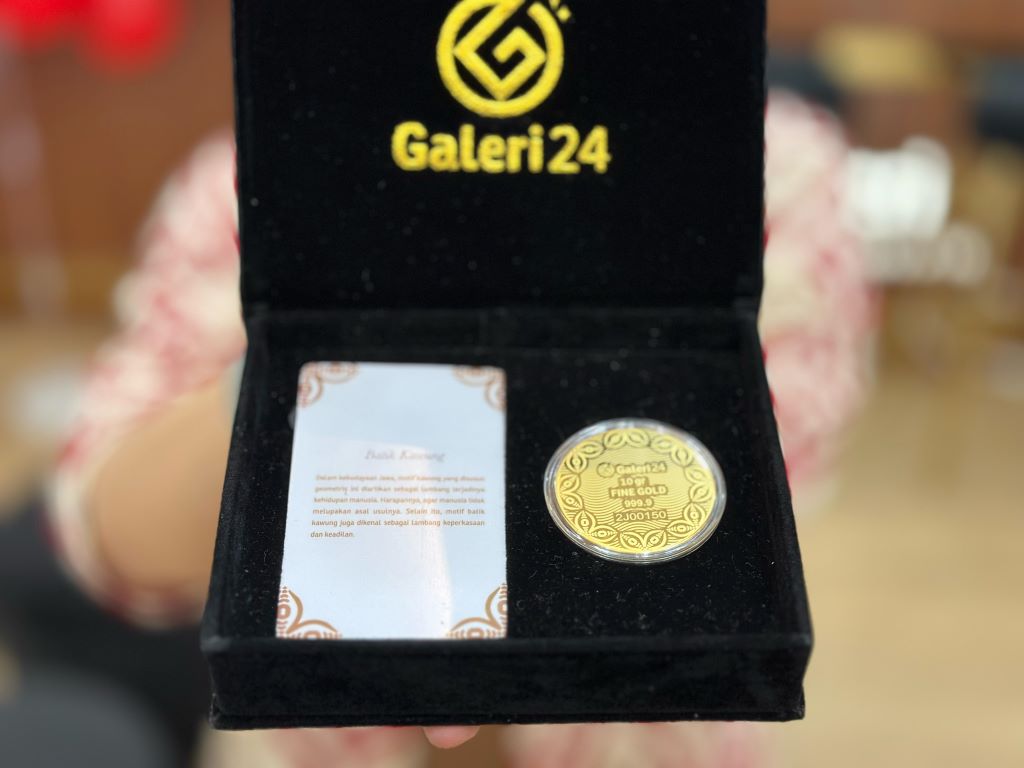 Galeri24
Batik Kawung
Dalam kebudayaan Jawa, motif kawung yang disusun
geometris ini diartikan sebagai lambang terjadinya
kehidupan manusia. Harapannya, agar manusia tidak
melupakan asal usulnya. Selain itu, motif batik
kawung juga dikenal sebagai lambang keperkasaan
dan keadilan.
Galeri24
10 gr
FINE GOLD
999.9
2J00150